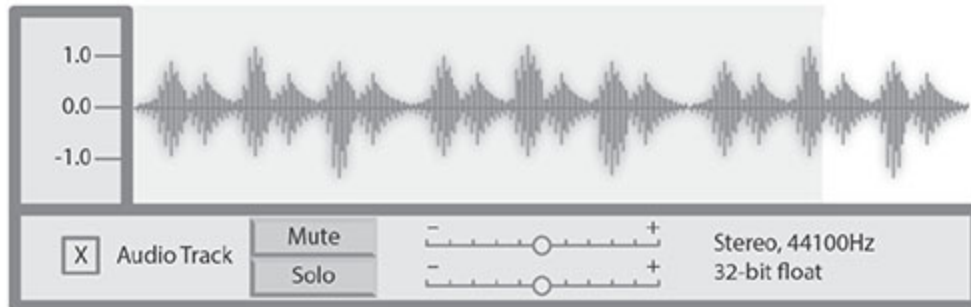 1.0
0.0
-1.0
X
Audio Track
Mute
Solo
− +
− +
Stereo, 44100Hz
32-bit float